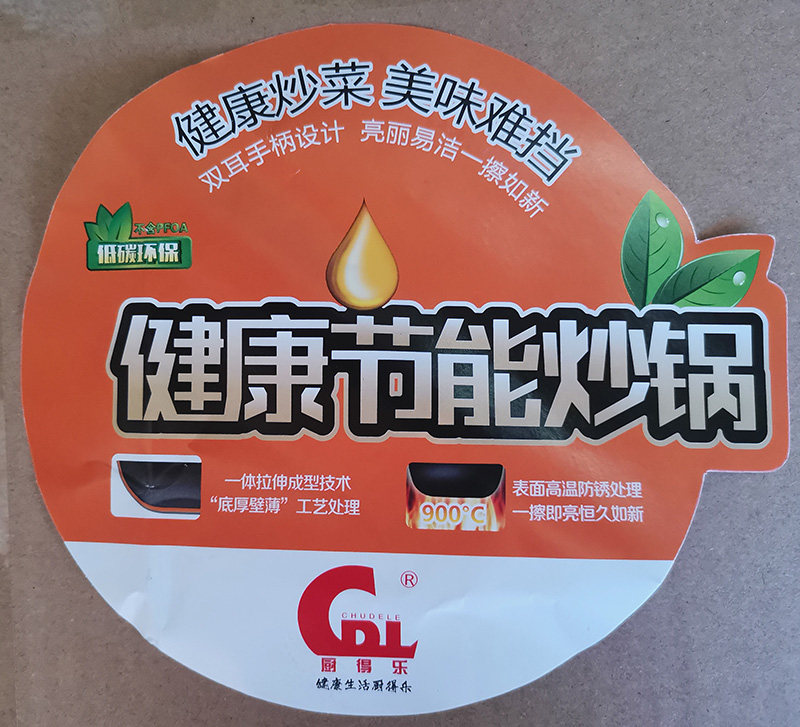 健康炒菜 美味难挡
双耳手柄设计 亮丽易洁一擦如新
不含PFOA
低碳环保
健康节能炒锅
一体拉伸成型技术
“底厚壁薄”工艺处理
900°C
表面高温防锈处理
一擦即亮恒久如新
®
CHUDELE
CDL
厨得乐
健康生活厨得乐